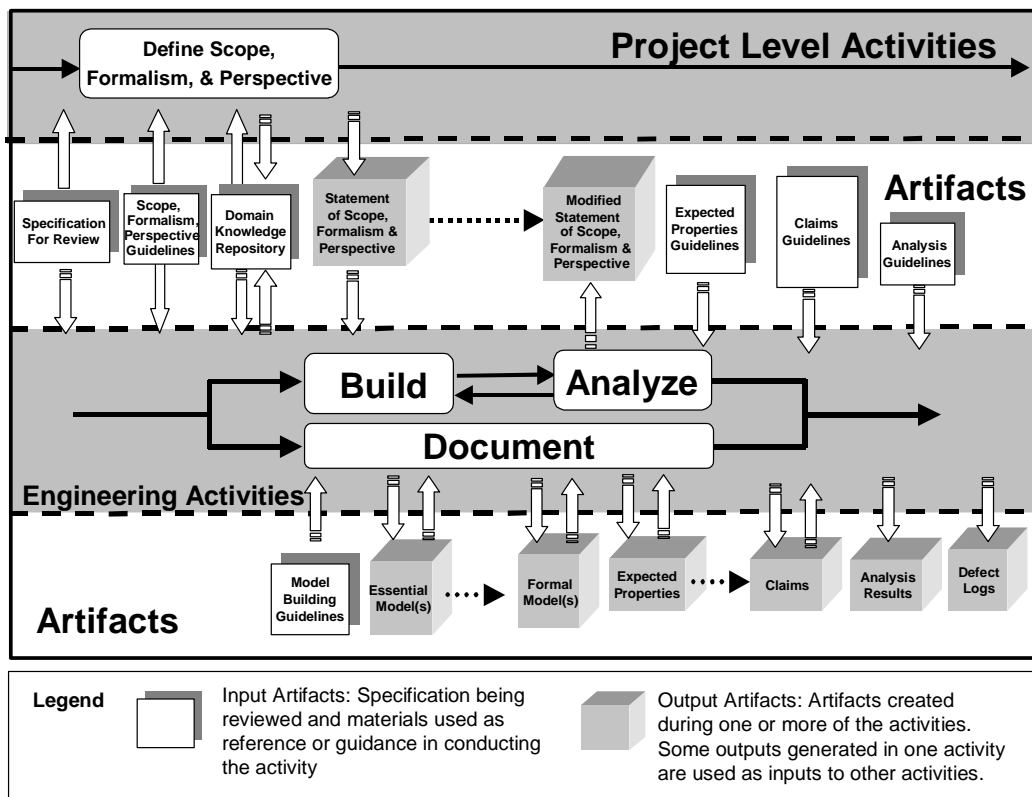 Define Scope,
Formalism, & Perspective
Project Level Activities
Specification
For Review
Scope,
Formalism,
Perspective
Guidelines
Domain
Knowledge
Repository
Statement
of Scope,
Formalism &
Perspective
Modified
Statement
of Scope,
Formalism &
Perspective
Expected
Properties
Guidelines
Claims
Guidelines
Artifacts
Analysis
Guidelines
Build
Analyze
Document
Engineering Activities
Artifacts
Model
Building
Guidelines
Essential
Model(s)
Formal
Model(s)
Expected
Properties
Claims
Analysis
Results
Defect
Logs
Legend
Input Artifacts: Specification being
reviewed and materials used as
reference or guidance in conducting
the activity
Output Artifacts: Artifacts created
during one or more of the activities.
Some outputs generated in one activity
are used as inputs to other activities.